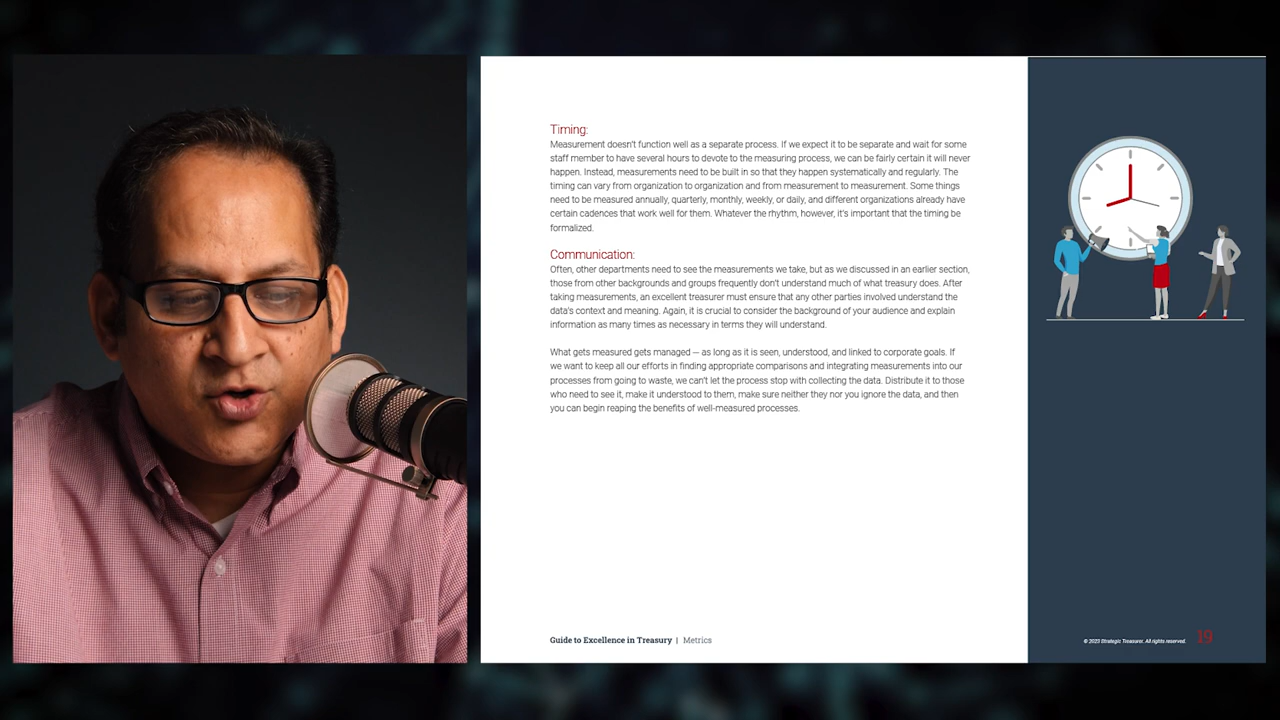 Timing:
Measurement doesn't function well as a separate process. If we expect it to be separate and wait for some
staff member to have several hours to devote to the measuring process, we can be fairly certain it will never
happen. Instead, measurements need to be built in so that they happen systematically and regularly. The
timing can vary from organization to organization and from measurement to measurement. Some things
need to be measured annually, quarterly, monthly, weekly, or daily, and different organizations already have
certain cadences that work well for them. Whatever the rhythm, however, it's important that the timing be
formalized.
Communication:
Often, other departments need to see the measurements we take, but as we discussed in an earlier section,
those from other backgrounds and groups frequently don't understand much of what treasury does. After
taking measurements, an excellent treasurer must ensure that any other parties involved understand the
data's context and meaning. Again, it is crucial to consider the background of your audience and explain
information as many times as necessary in terms they will understand.
What gets measured gets managed — as long as it is seen, understood, and linked to corporate goals. If
we want to keep all our efforts in finding appropriate comparisons and integrating measurements into our
processes from going to waste, we can't let the process stop with collecting the data. Distribute it to those
who need to see it, make it understood to them, make sure neither they nor you ignore the data, and then
you can begin reaping the benefits of well-measured processes.
Guide to Excellence in Treasury | Metrics
© 2023 Strategic Treasurer. All rights reserved. 19